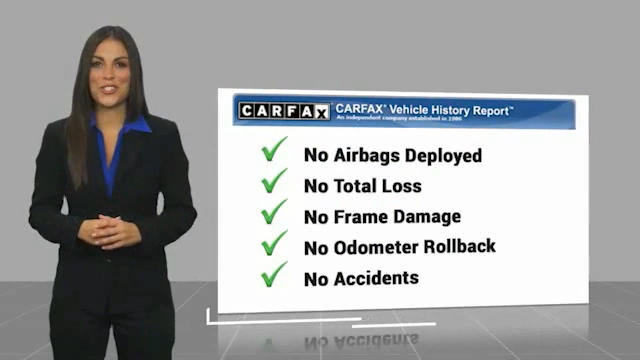 CARFAX CARFAX® Vehicle History Report™
An independent company established in 1986
No Airbags Deployed
No Total Loss
No Frame Damage
No Odometer Rollback
No Accidents